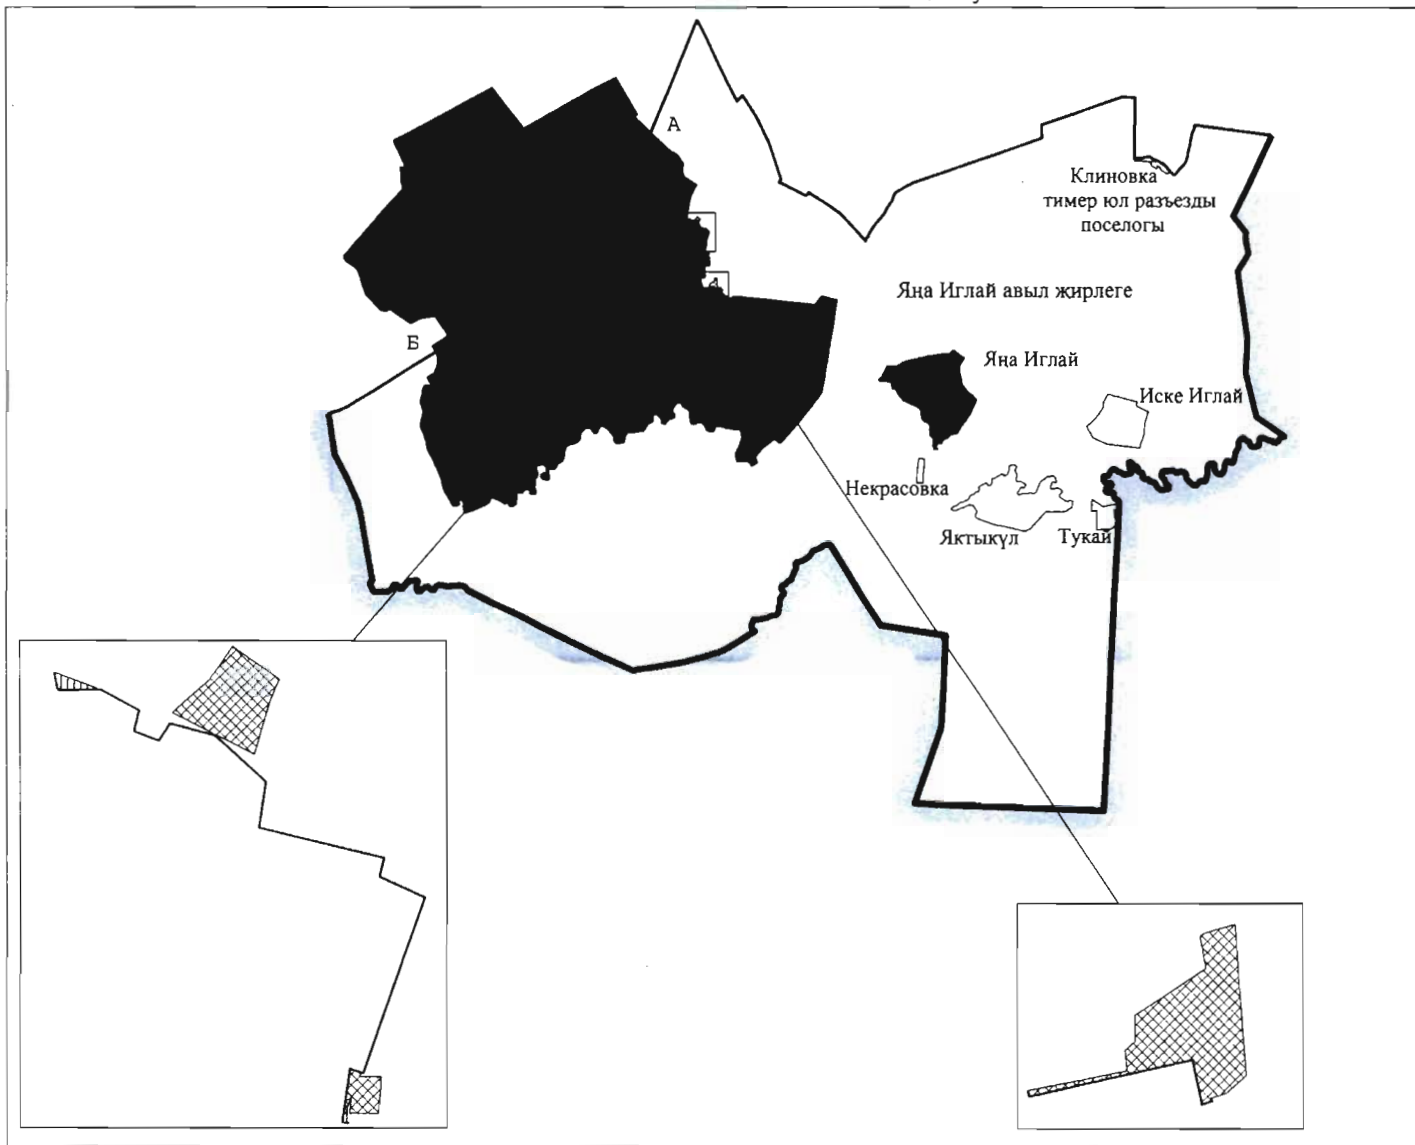 А
Клиновка
тимер юл разъезды
поселогы
Яңа Иглай авыл җирлеге
Б
Яңа Иглай
Иске Иглай
Некрасовка
Яктыкүл
Тукай